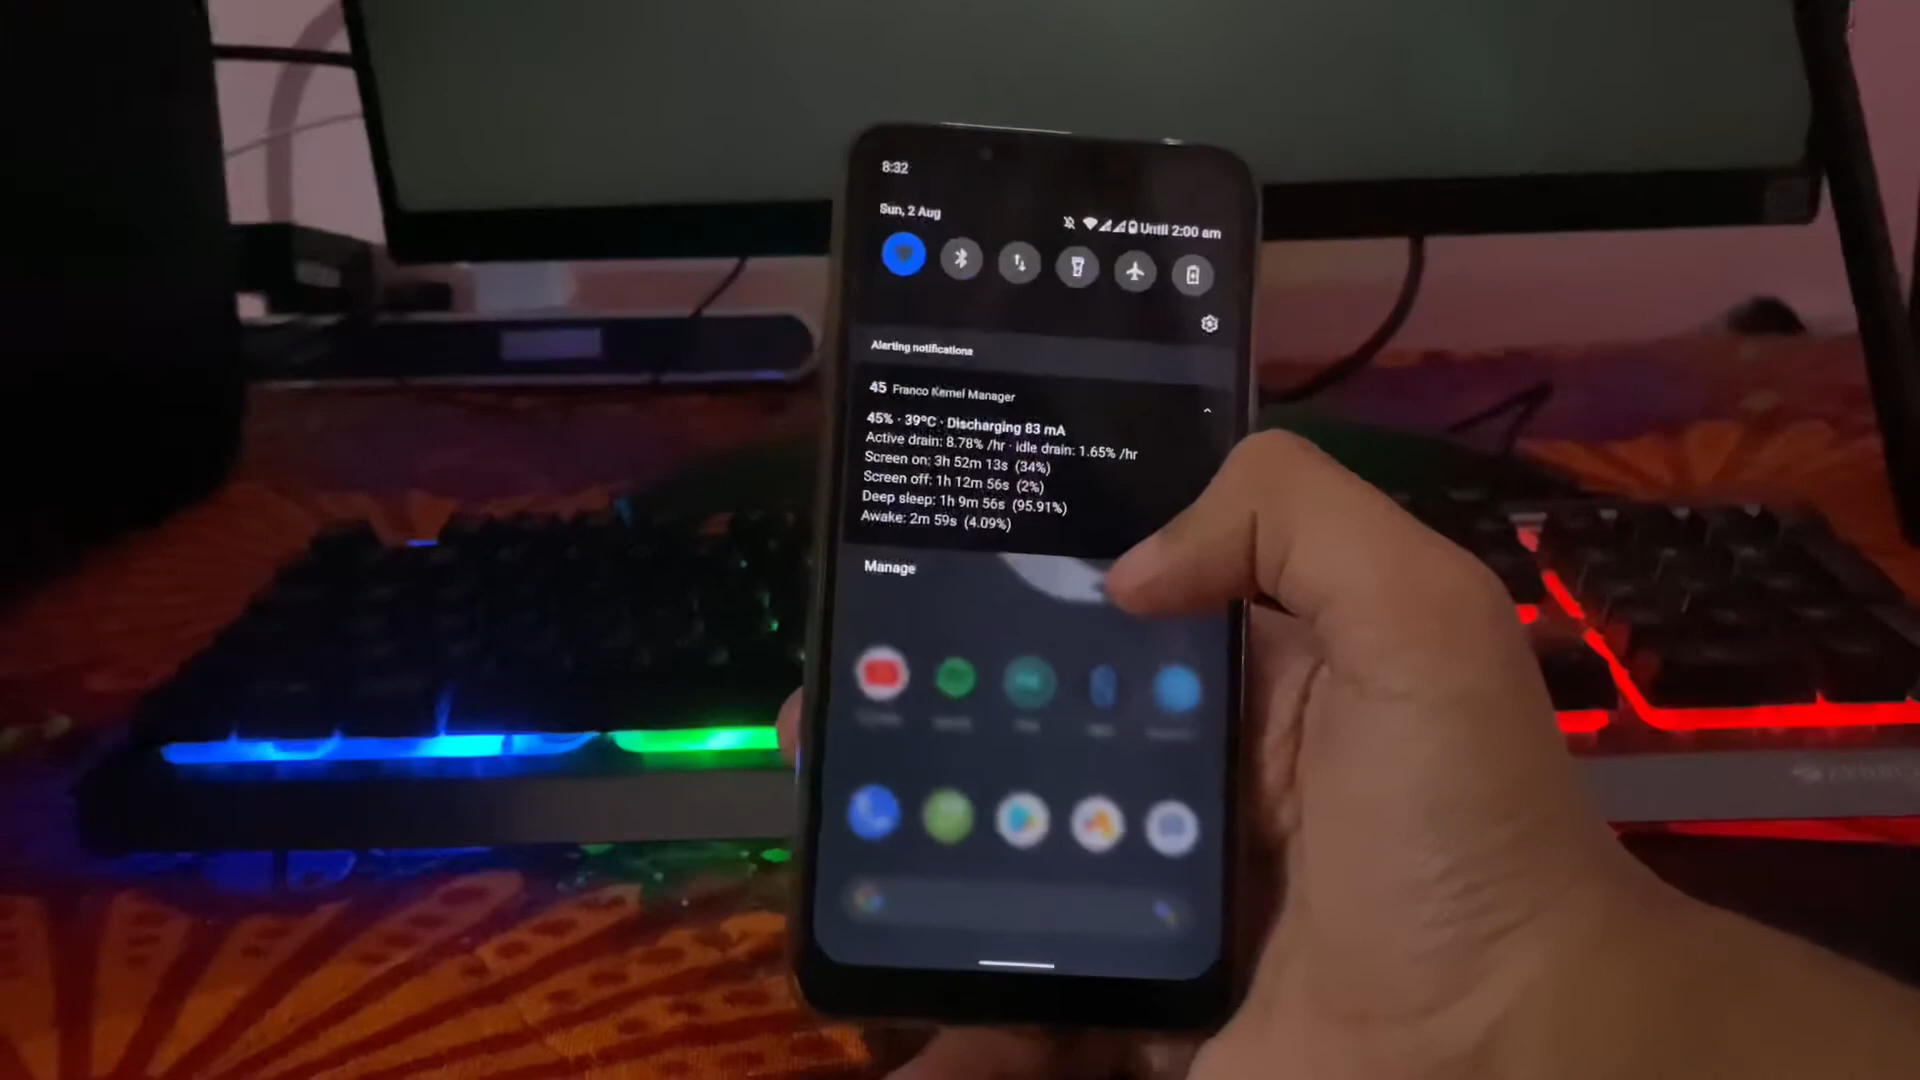 8:32
Sun, 2 Aug
Until 2:00 am
Alerting notifications
45 Franco Kernel Manager
45% · 39°C · Discharging 83 mA
Active drain: 8.78% /hr · Idle drain: 1.65% /hr
Screen on: 3h 52m 13s (34%)
Screen off: 1h 12m 56s (2%)
Deep sleep: 1h 9m 56s (95.91%)
Awake: 2m 59s (4.09%)
Manage